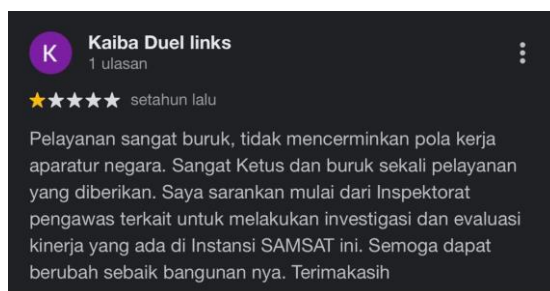 K
Kaiba Duel links
1 ulasan
setahun lalu
Pelayanan sangat buruk, tidak mencerminkan pola kerja
aparatur negara. Sangat Ketus dan buruk sekali pelayanan
yang diberikan. Saya sarankan mulai dari Inspektorat
pengawas terkait untuk melakukan investigasi dan evaluasi
kinerja yang ada di Instansi SAMSAT ini. Semoga dapat
berubah sebaik bangunan nya. Terimakasih